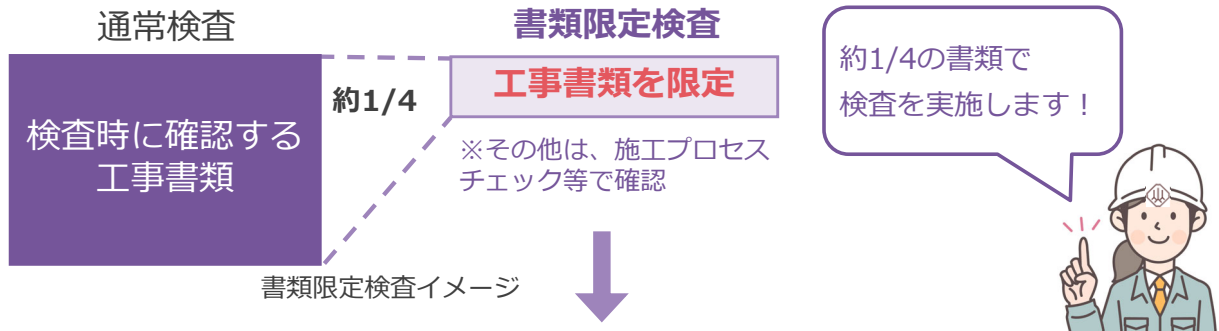 通常検査
書類限定検査
検査時に確認する
工事書類
約1/4
工事書類を限定
※その他は、施工プロセス
チェック等で確認
書類限定検査イメージ
約1/4の書類で
検査を実施します！